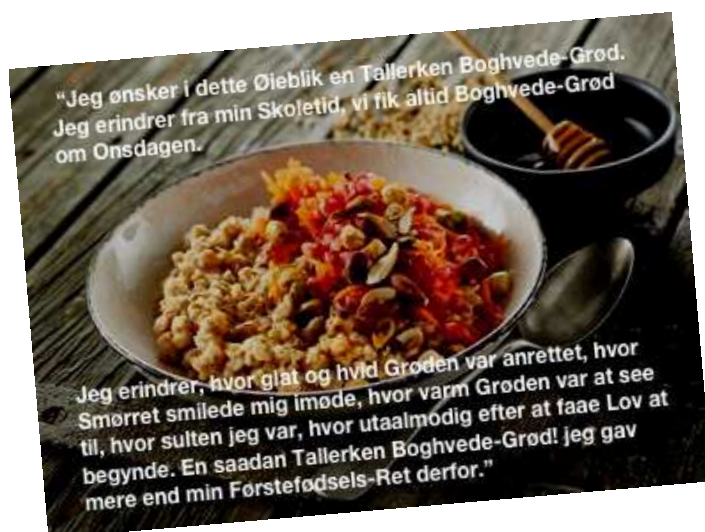 “Jeg ønsker i dette Øieblik en Tallerken Boghvede-Grød.
Jeg erindrer fra min Skoletid, vi fik altid Boghvede-Grød
om Onsdagen.
Jeg erindrer, hvor glat og hvid Grøden var anrettet, hvor
Smørret smilede mig imøde, hvor varm Grøden var at see
til, hvor sulten jeg var, hvor utaalmodig efter at faae Lov at
begynde. En saadan Tallerken Boghvede-Grød! jeg gav
mere end min Førstefødsels-Ret derfor.”